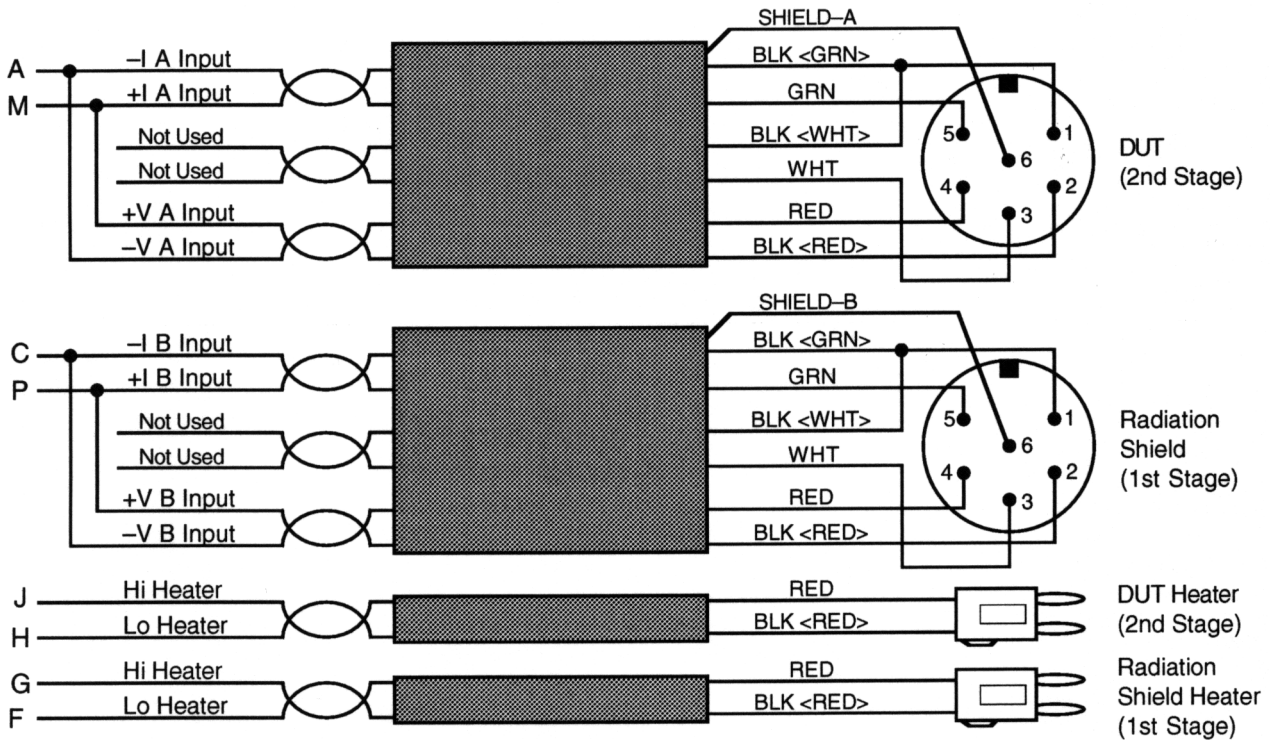 SHIELD–A
A
–I A Input
BLK <GRN>
M
+I A Input
GRN
Not Used
BLK <WHT>
Not Used
WHT
+V A Input
RED
–V A Input
BLK <RED>
5
1
6
4
2
3
DUT
(2nd Stage)
SHIELD–B
C
–I B Input
BLK <GRN>
P
+I B Input
GRN
Not Used
BLK <WHT>
Not Used
WHT
+V B Input
RED
–V B Input
BLK <RED>
5
1
6
4
2
3
Radiation
Shield
(1st Stage)
J
Hi Heater
RED
H
Lo Heater
BLK <RED>
DUT Heater
(2nd Stage)
G
Hi Heater
RED
F
Lo Heater
BLK <RED>
Radiation
Shield Heater
(1st Stage)